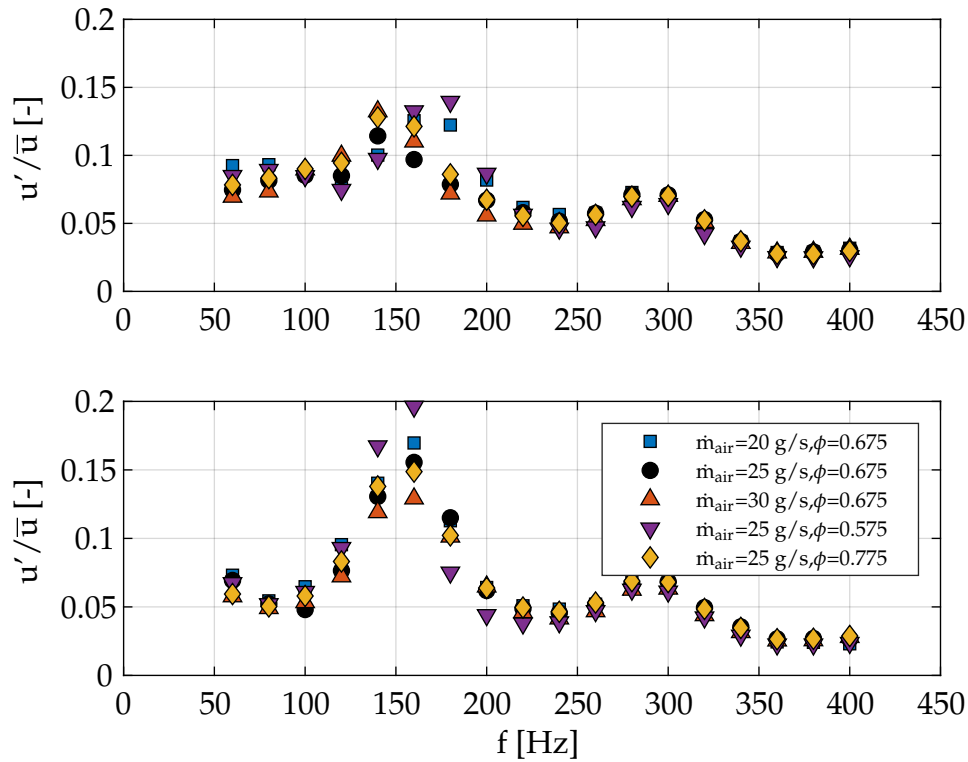 0.2
0.15
0.1
0.05
0
u′/u̅ [-]
0 50 100 150 200 250 300 350 400 450
0.2
0.15
0.1
0.05
0
u′/u̅ [-]
ṁair=20 g/s,ϕ=0.675
ṁair=25 g/s,ϕ=0.675
ṁair=30 g/s,ϕ=0.675
ṁair=25 g/s,ϕ=0.575
ṁair=25 g/s,ϕ=0.775
0 50 100 150 200 250 300 350 400 450
f [Hz]